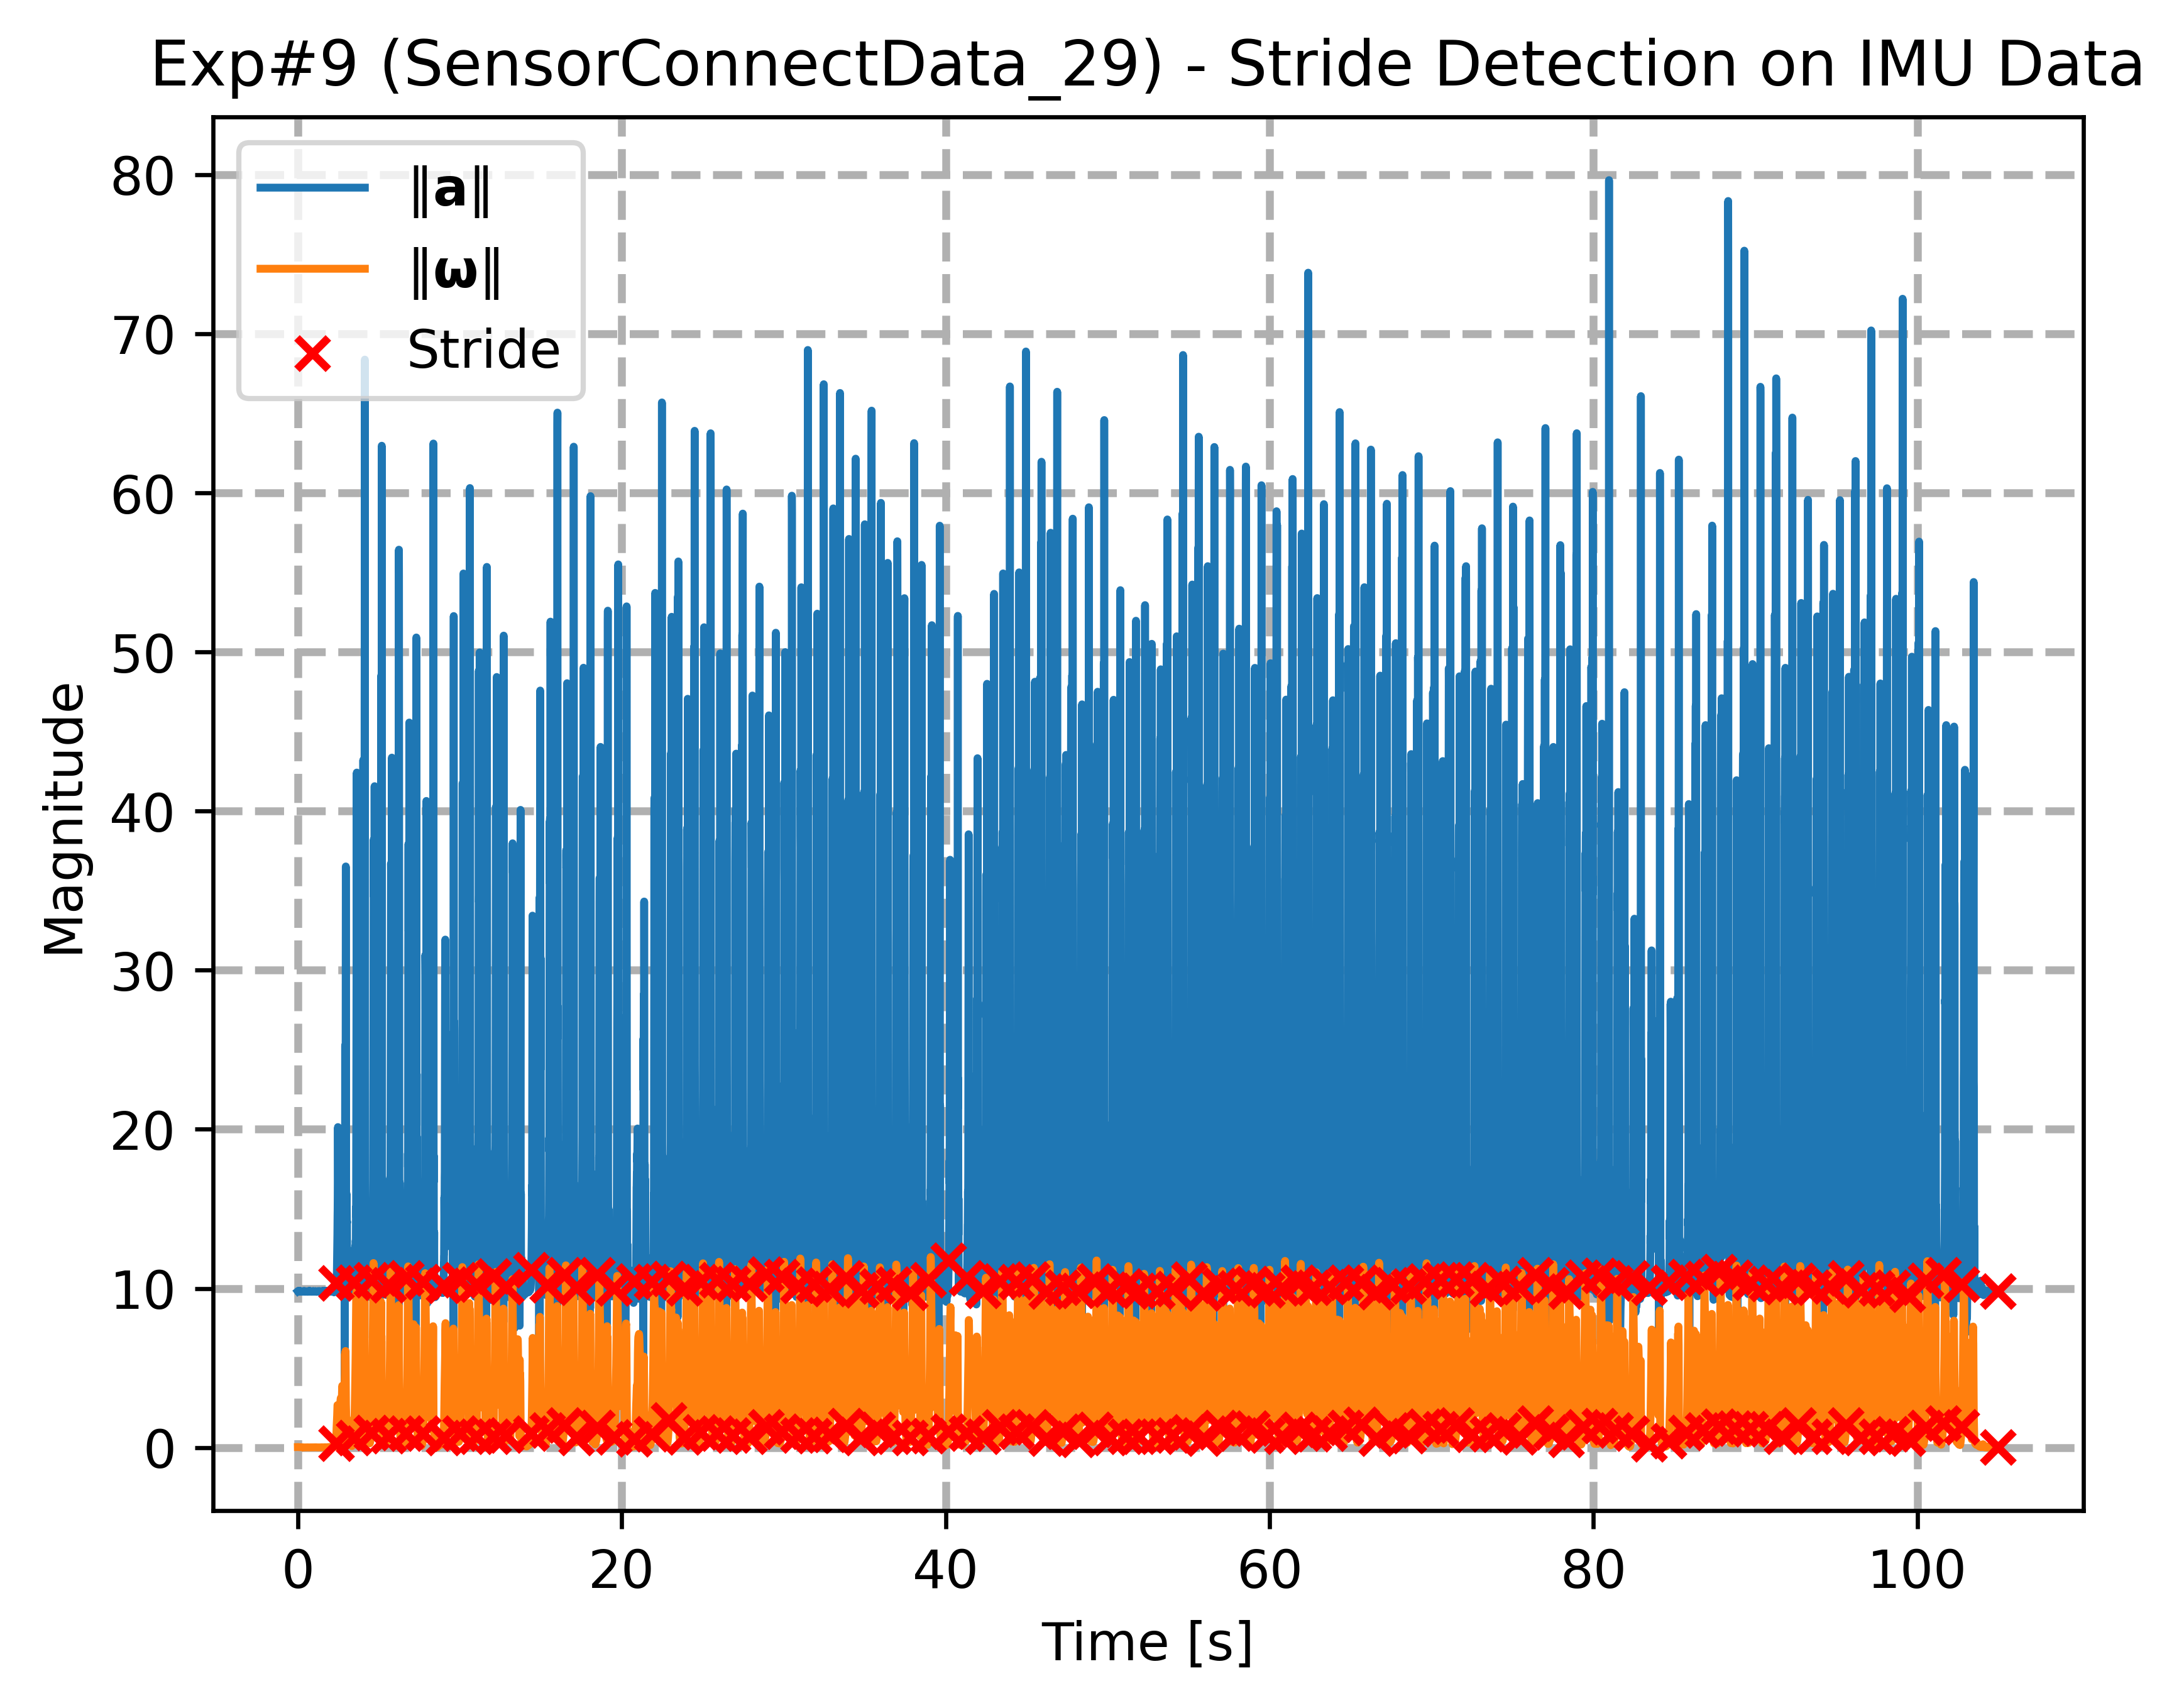 Exp#9 (SensorConnectData_29) - Stride Detection on IMU Data
‖a‖
‖ω‖
Stride
Magnitude
80
70
60
50
40
30
20
10
0
0 20 40 60 80 100
Time [s]